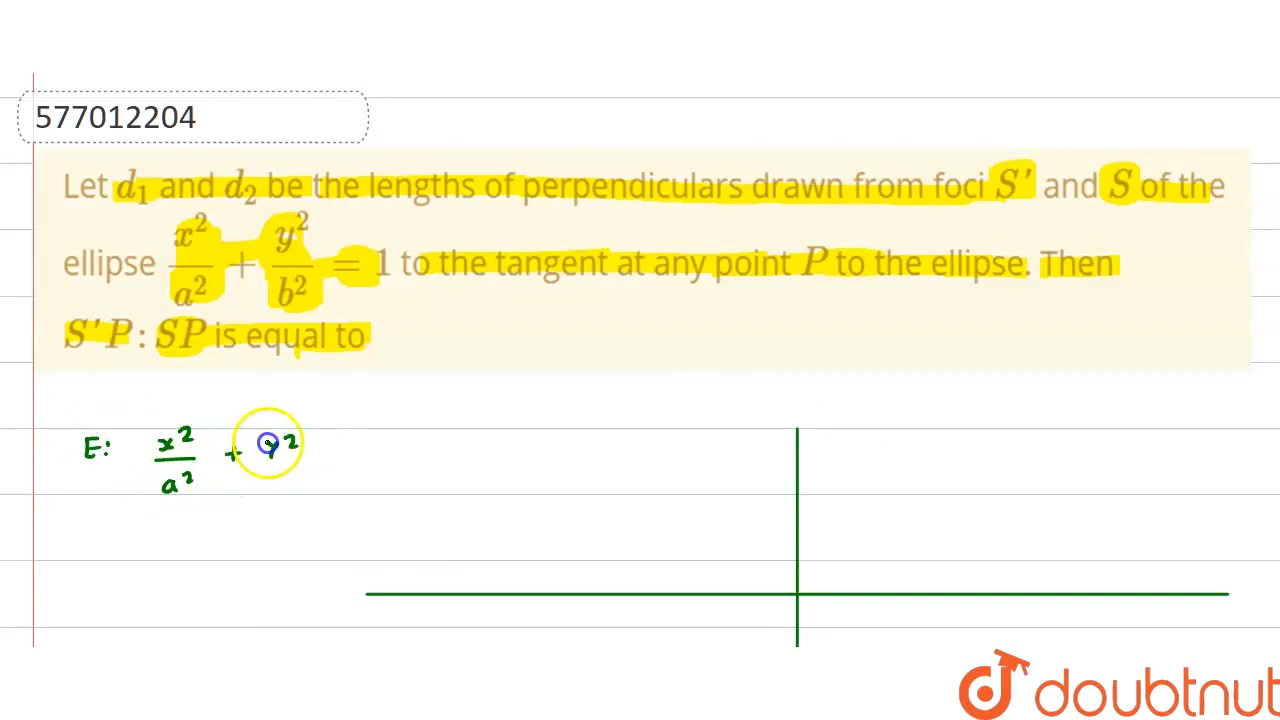 577012204
Let d₁ and d₂ be the lengths of perpendiculars drawn from foci S' and S of the
ellipse x²/a² + y²/b² = 1 to the tangent at any point P to the ellipse. Then
S'P : SP is equal to
E: x²/a² + y²
doubtnut